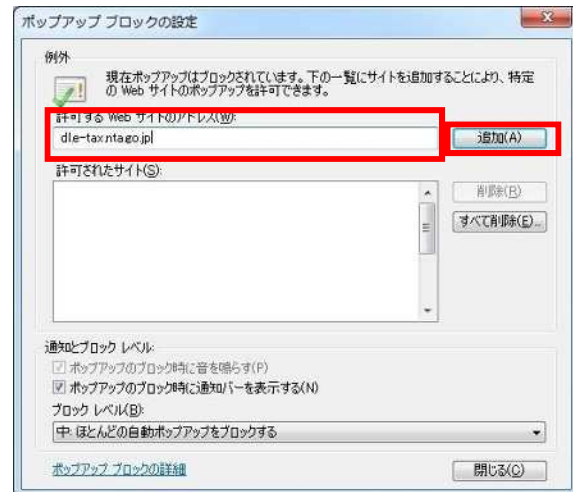 ポップアップ ブロックの設定
例外
現在ポップアップはブロックされています。下の一覧にサイトを追加することにより、特定
の Web サイトのポップアップを許可できます。
許可する Web サイトのアドレス(W):
dle-tax.nta.go.jp
追加(A)
許可されたサイト(S):
削除(R)
すべて削除(E)...
通知とブロック レベル:
ポップアップのブロック時に音を鳴らす(P)
ポップアップのブロック時に通知バーを表示する(N)
ブロック レベル(B):
中: ほとんどの自動ポップアップをブロックする
ポップアップ ブロックの詳細
閉じる(C)